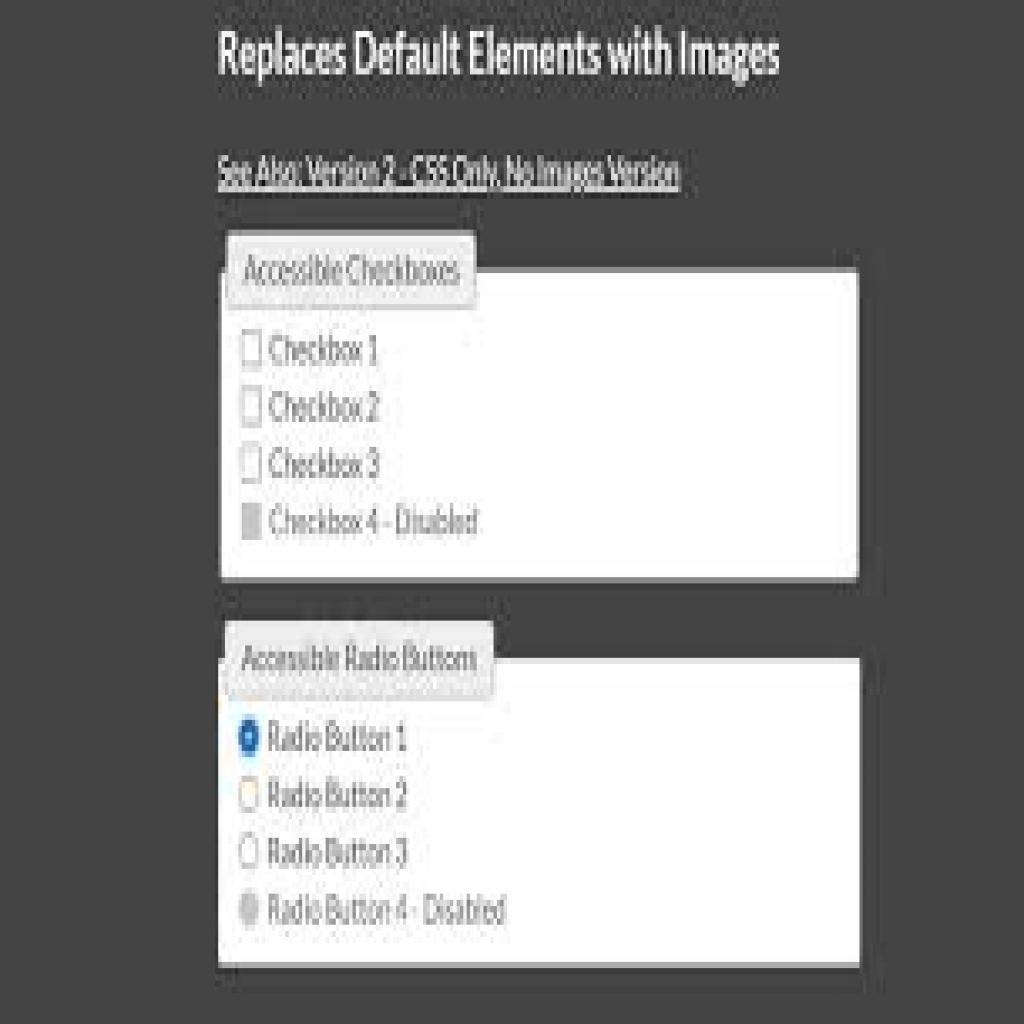 Replaces Default Elements with Images
See Also: Version 2 - CSS Only, No Images Version
Accessible Checkboxes
Checkbox 1
Checkbox 2
Checkbox 3
Checkbox 4 - Disabled
Accessible Radio Buttons
Radio Button 1
Radio Button 2
Radio Button 3
Radio Button 4 - Disabled